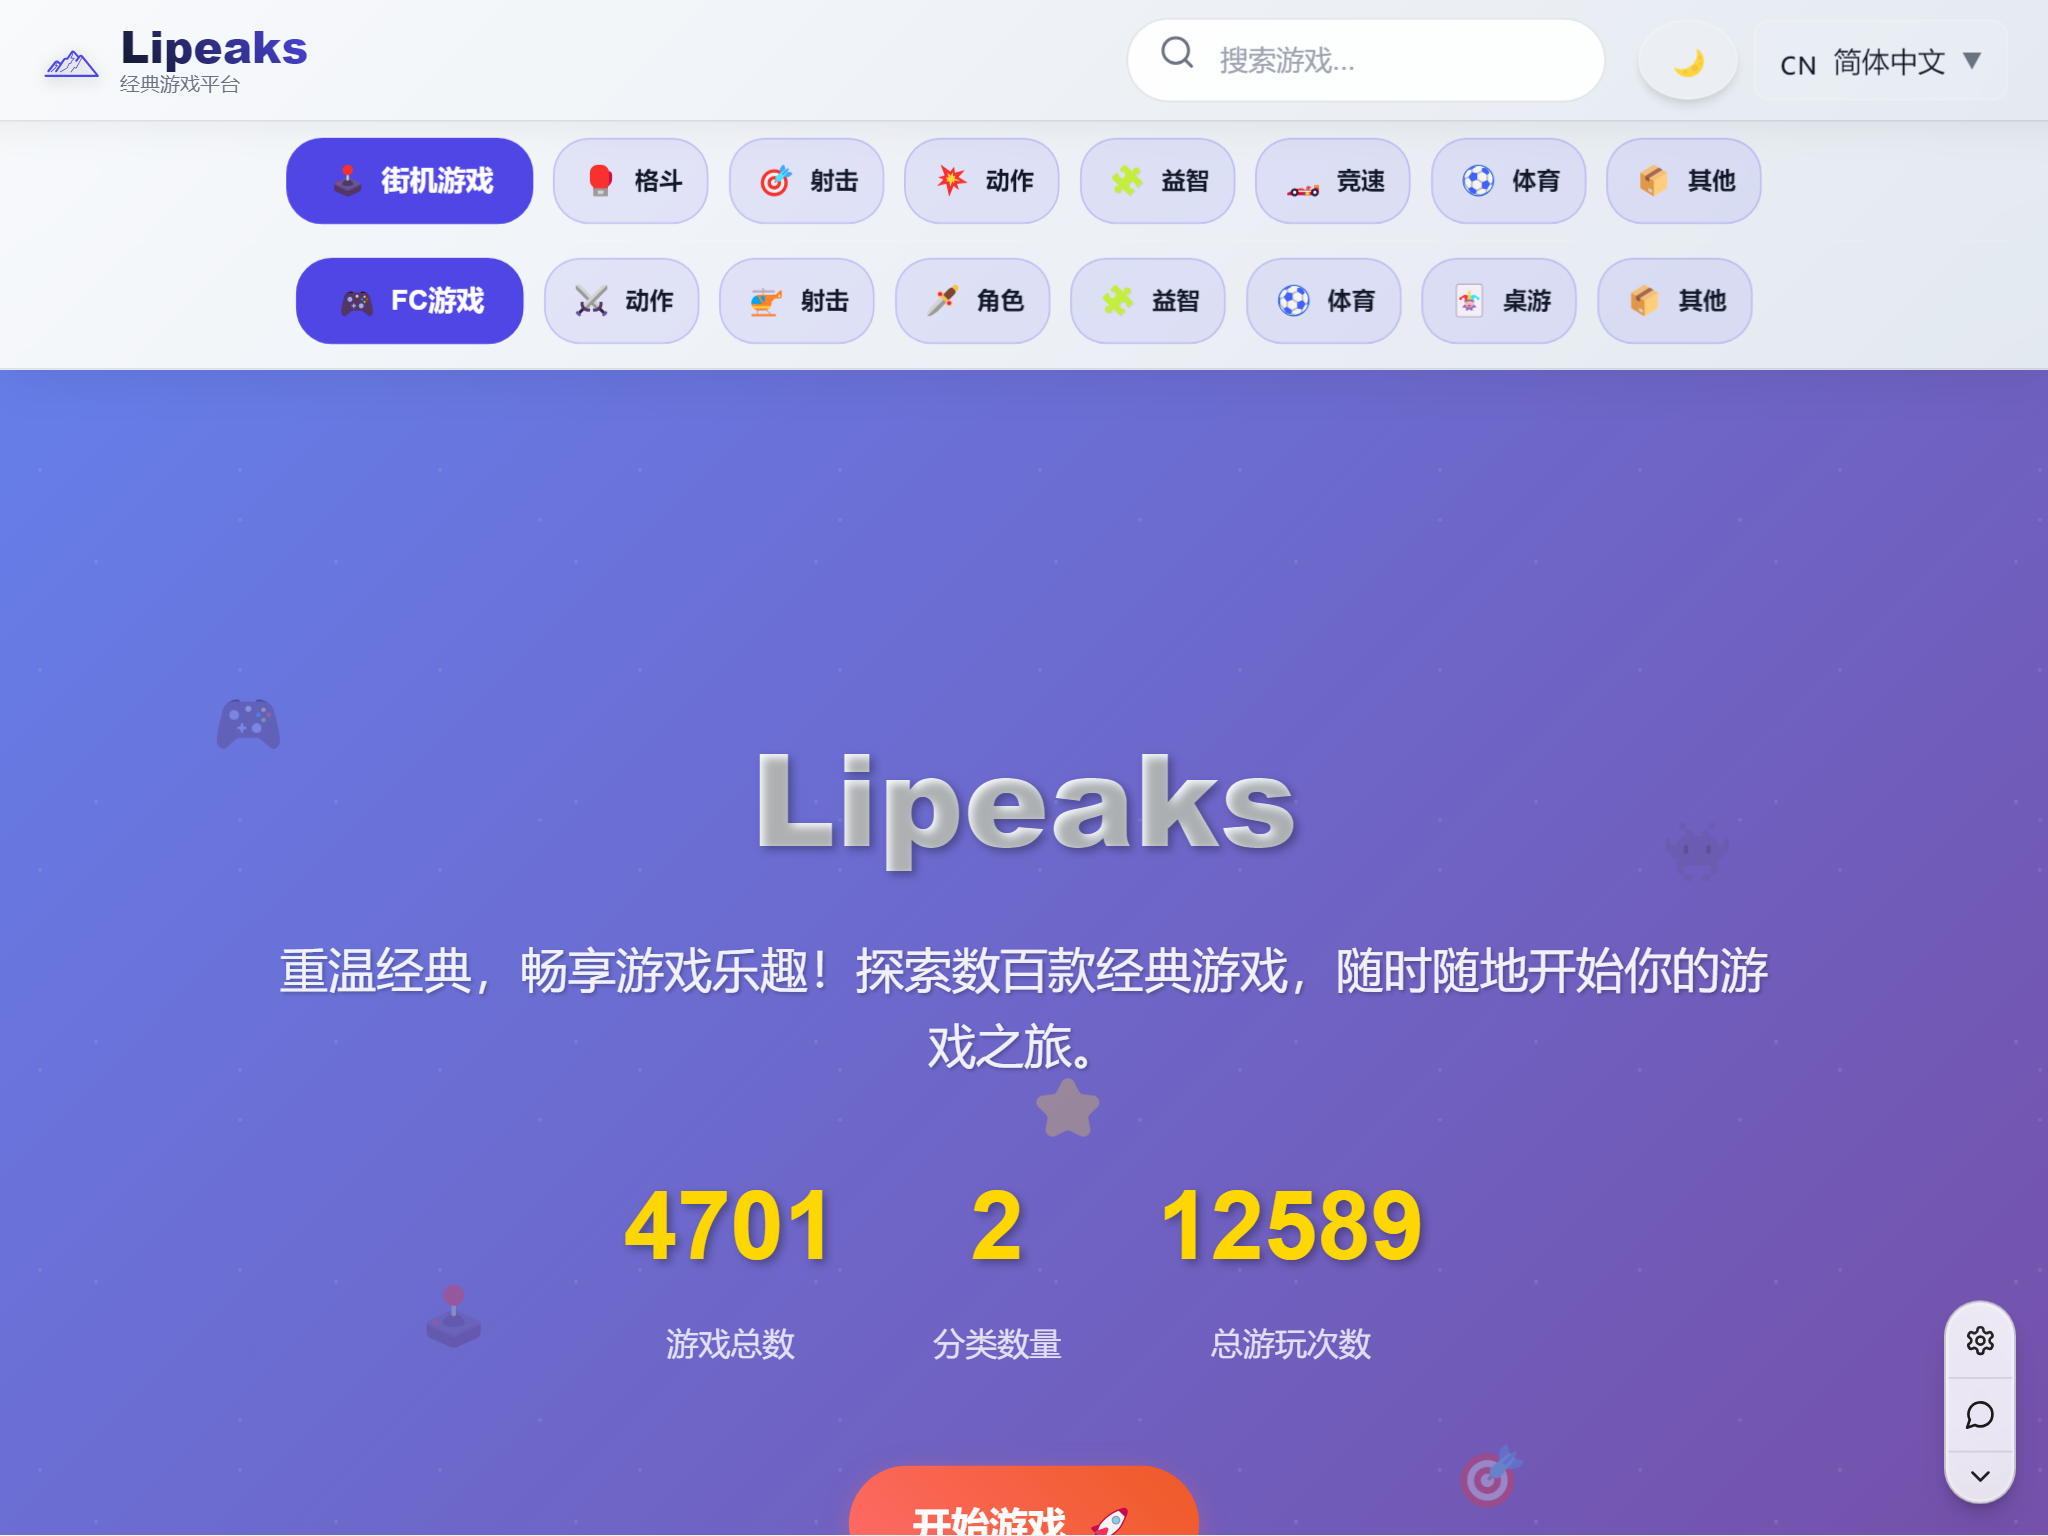 Lipeaks
经典游戏平台
搜索游戏...
CN 简体中文 ▼
街机游戏 格斗 射击 动作 益智 竞速 体育 其他
FC游戏 动作 射击 角色 益智 体育 桌游 其他
Lipeaks
重温经典，畅享游戏乐趣！探索数百款经典游戏，随时随地开始你的游
戏之旅。
4701 2 12589
游戏总数 分类数量 总游玩次数
开始游戏